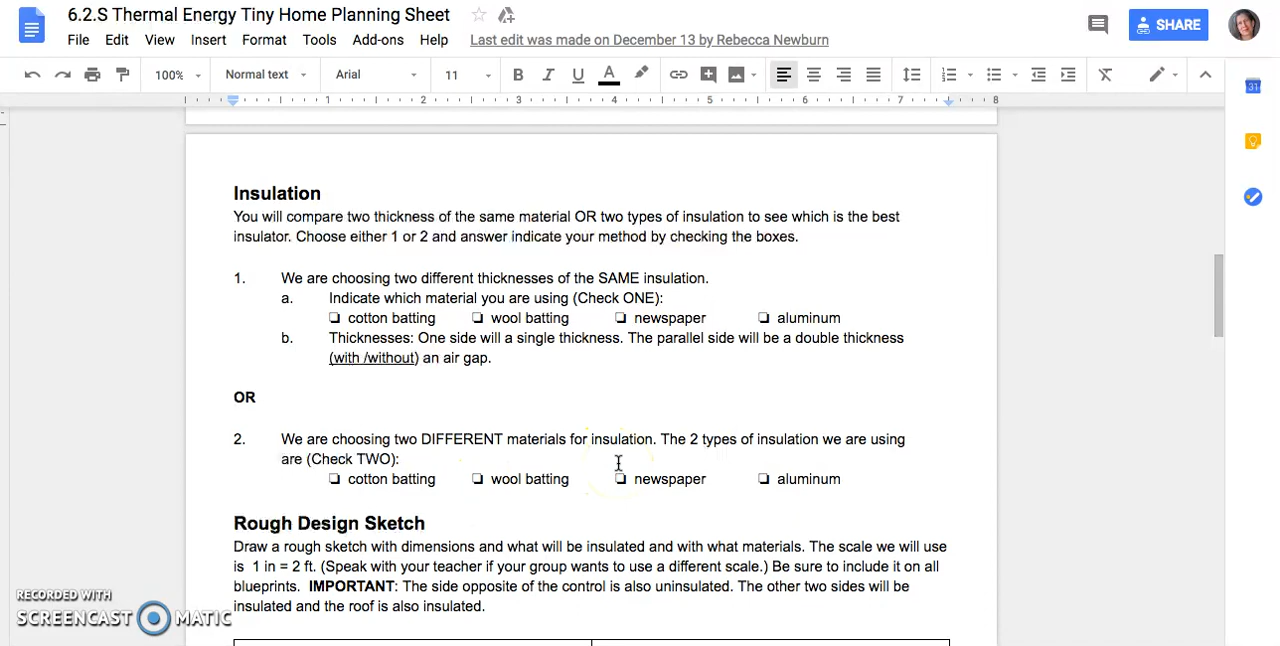 6.2.S Thermal Energy Tiny Home Planning Sheet
File Edit View Insert Format Tools Add-ons Help Last edit was made on December 13 by Rebecca Newburn
SHARE
100% Normal text Arial 11 B I U A
1 2 3 4 5 6 7 8
31
Insulation
You will compare two thickness of the same material OR two types of insulation to see which is the best
insulator. Choose either 1 or 2 and answer indicate your method by checking the boxes.
1. We are choosing two different thicknesses of the SAME insulation.
a. Indicate which material you are using (Check ONE):
❏ cotton batting ❏ wool batting ❏ newspaper ❏ aluminum
b. Thicknesses: One side will a single thickness. The parallel side will be a double thickness
(with /without) an air gap.
OR
2. We are choosing two DIFFERENT materials for insulation. The 2 types of insulation we are using
are (Check TWO):
❏ cotton batting ❏ wool batting ❏ newspaper ❏ aluminum
Rough Design Sketch
Draw a rough sketch with dimensions and what will be insulated and with what materials. The scale we will use
is 1 in = 2 ft. (Speak with your teacher if your group wants to use a different scale.) Be sure to include it on all
blueprints. IMPORTANT: The side opposite of the control is also uninsulated. The other two sides will be
insulated and the roof is also insulated.
RECORDED WITH
SCREENCAST MATIC